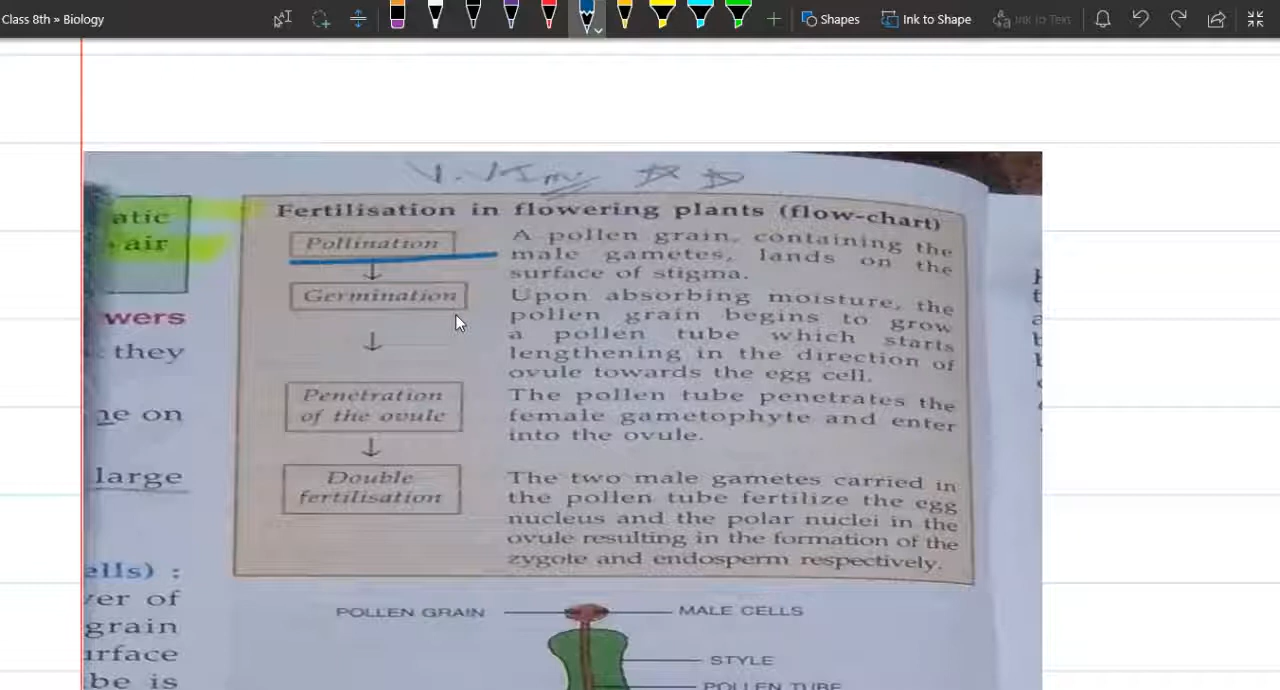 Class 8th » Biology
Shapes
Ink to Shape
Ink to Text
V.V.Imp
Fertilisation in flowering plants (flow-chart)
Pollination
A pollen grain, containing the
male gametes, lands on the
surface of stigma.
Germination
Upon absorbing moisture, the
pollen grain begins to grow
a pollen tube which starts
lengthening in the direction of
ovule towards the egg cell.
Penetration
of the ovule
The pollen tube penetrates the
female gametophyte and enter
into the ovule.
Double
fertilisation
The two male gametes carried in
the pollen tube fertilize the egg
nucleus and the polar nuclei in the
ovule resulting in the formation of the
zygote and endosperm respectively.
atic
air
wers
they
ne on
large
ells) :
ver of
grain
urface
be is
POLLEN GRAIN
MALE CELLS
STYLE
POLLEN TUBE